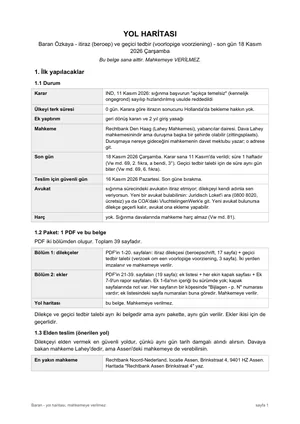 YOL HARİTASI
Baran Özkaya - itiraz (beroep) ve geçici tedbir (voorlopige voorziening) - son gün 18 Kasım
2026 Çarşamba
Bu belge sana aittir. Mahkemeye VERİLMEZ.
1. İlk yapılacaklar
1.1 Durum
Karar
IND, 11 Kasım 2026: sığınma başvurun "açıkça temelsiz" (kennelijk
ongegrond) sayılıp hızlandırılmış usulde reddedildi
Ülkeyi terk süresi
0 gün. Karara göre itirazın sonucunu Hollanda'da bekleme hakkın yok.
Ek yaptırım
geri dönüş kararı ve 2 yıl giriş yasağı
Mahkeme
Rechtbank Den Haag (Lahey Mahkemesi), yabancılar dairesi. Dava Lahey
mahkemesinindir ama duruşma başka bir şehirde olabilir (zittingsplaats).
Duruşmaya nereye gideceğini mahkemenin davet mektubu yazar; o adrese
git.
Son gün
18 Kasım 2026 Çarşamba. Karar sana 11 Kasım'da verildi; süre 1 haftadır
(Vw md. 69, 2. fıkra, a bendi, 3°). Geçici tedbir talebi için de süre aynı gün
biter (Vw md. 69, 6. fıkra).
Teslim için güvenli gün
16 Kasım 2026 Pazartesi. Son güne bırakma.
Avukat
sığınma sürecindeki avukatın itiraz etmiyor; dilekçeyi kendi adınla sen
veriyorsun. Yeni bir avukat bulunabilir: Juridisch Loket'i ara (0800 8020,
ücretsiz) ya da COA'daki VluchtelingenWerk'e git. Yeni avukat bulunursa
dilekçe geçerli kalır, avukat ona ekleme yapabilir.
Harç
yok. Sığınma davalarında mahkeme harç almaz (Vw md. 81).
1.2 Paket: 1 PDF ve bu belge
PDF iki bölümden oluşur. Toplam 39 sayfadır.
Bölüm 1: dilekçeler
PDF'in 1-20. sayfaları: itiraz dilekçesi (beroepschrift, 17 sayfa) + geçici
tedbir talebi (verzoek om een voorlopige voorziening, 3 sayfa). İki yerden
imzalanır ve mahkemeye verilir.
Bölüm 2: ekler
PDF'in 21-39. sayfaları (19 sayfa): ek listesi + her ekin kapak sayfası + Ek
7-9'un rapor sayfaları. Ek 1-6a'nın içeriği bu sürümde yok; kapak
sayfalarında not var. Her sayfanın bir köşesinde "Bijlagen - p. N" numarası
vardır; ek listesindeki sayfa numaraları buna göredir. Mahkemeye verilir.
Yol haritası
bu belge. Mahkemeye verilmez.
Dilekçe ve geçici tedbir talebi ayrı iki belgedir ama aynı pakette, aynı gün verilir. Ekler ikisi için de
geçerlidir.
1.3 Elden teslim (önerilen yol)
Dilekçeyi elden vermek en güvenli yoldur, çünkü aynı gün tarih damgalı alındı alırsın. Davaya
bakan mahkeme Lahey'dedir, ama Assen'deki mahkemeye de verebilirsin.
En yakın mahkeme
Rechtbank Noord-Nederland, locatie Assen, Brinkstraat 4, 9401 HZ Assen.
Haritada "Rechtbank Assen Brinkstraat 4" yaz.
Baran - yol haritası, mahkemeye verilmez
sayfa 1